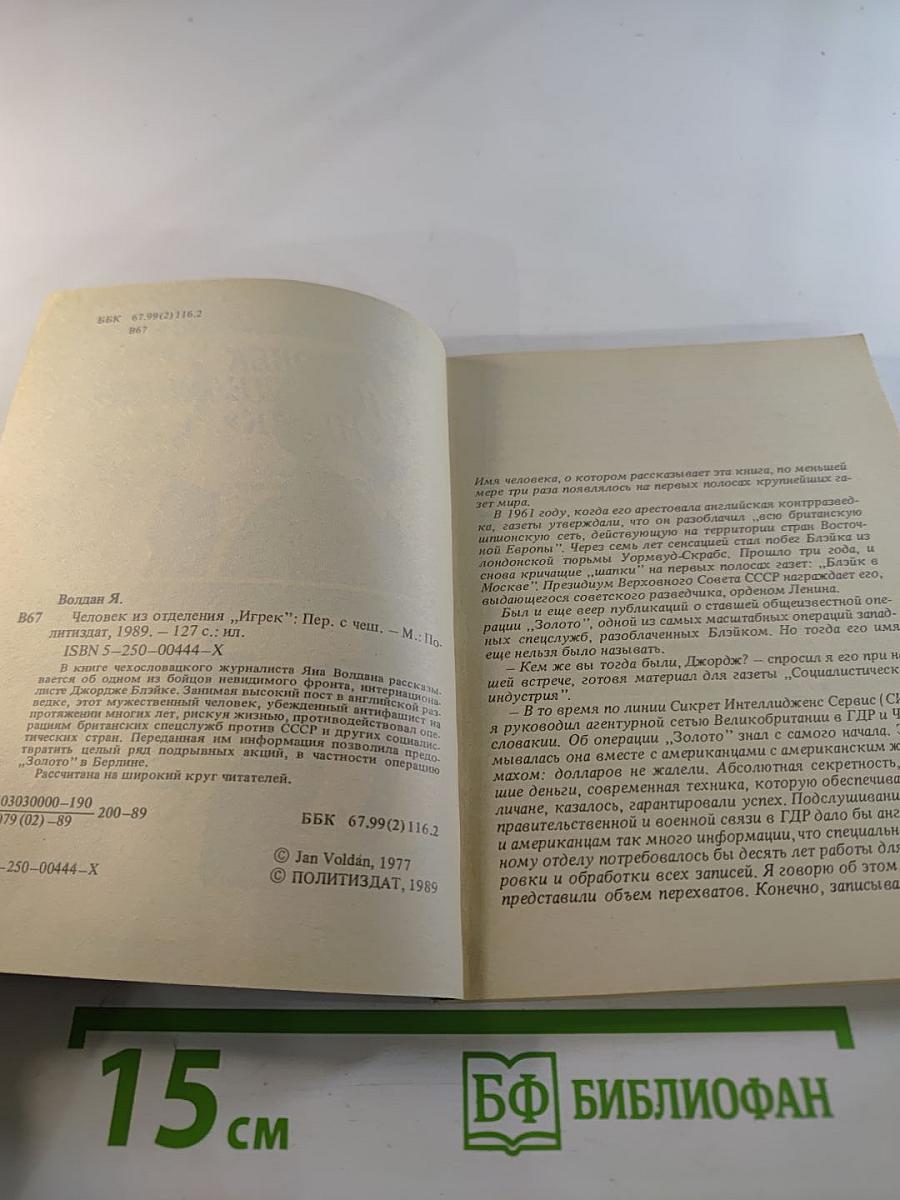 ББК 67.99(2)116.2
В67
Волдан Я.
В67 Человек из отделения „Игрек": Пер. с чеш. — М.: По-
литиздат, 1989. — 127 с.: ил.
ISBN 5—250—00444—X
В книге чехословацкого журналиста Яна Волдана рассказы-
вается об одном из бойцов невидимого фронта, интернациона-
листе Джордже Блэйке. Занимая высокий пост в английской раз-
ведке, этот мужественный человек, убежденный антифашист на
протяжении многих лет, рискуя жизнью, противодействовал опе-
рациям британских спецслужб против СССР и других социалис-
тических стран. Переданная им информация позволила предо-
твратить целый ряд подрывных акций, в частности операцию
„Золото" в Берлине.
Рассчитана на широкий круг читателей.
03030000—190
079(02)—89
200—89
ББК 67.99(2)116.2
—250—00444—X
© Jan Voldán, 1977
© ПОЛИТИЗДАТ, 1989
Имя человека, о котором рассказывает эта книга, по меньшей
мере три раза появлялось на первых полосах крупнейших га-
зет мира.
В 1961 году, когда его арестовала английская контрразвед-
ка, газеты утверждали, что он разоблачил „всю британскую
шпионскую сеть, действующую на территории стран Восточ-
ной Европы". Через семь лет сенсацией стал побег Блэйка из
лондонской тюрьмы Уормвуд-Скрабс. Прошло три года, и
снова кричащие „шапки" на первых полосах газет: „Блэйк в
Москве". Президиум Верховного Совета СССР награждает его,
выдающегося советского разведчика, орденом Ленина.
Был и еще веер публикаций о ставшей общеизвестной опе-
рации „Золото", одной из самых масштабных операций запад-
ных спецслужб, разоблаченных Блэйком. Но тогда его имя
еще нельзя было называть.
— Кем же вы тогда были, Джордж? — спросил я его при на
шей встрече, готовя материал для газеты „Социалистическ
индустрия".
— В то время по линии Сикрет Интеллидженс Сервис (СИ
я руководил агентурной сетью Великобритании в ГДР и Ч
словакии. Об операции „Золото" знал с самого начала. З
мывалась она вместе с американцами с американским ж
махом: долларов не жалели. Абсолютная секретность,
шие деньги, современная техника, которую обеспечива
личане, казалось, гарантировали успех. Подслушивани
правительственной и военной связи в ГДР дало бы анг
и американцам так много информации, что специальн
ному отделу потребовалось бы десять лет работы для
ровки и обработки всех записей. Я говорю об этом
представили объем перехватов. Конечно, записыва
15 см
БФ БИБЛИОФАН